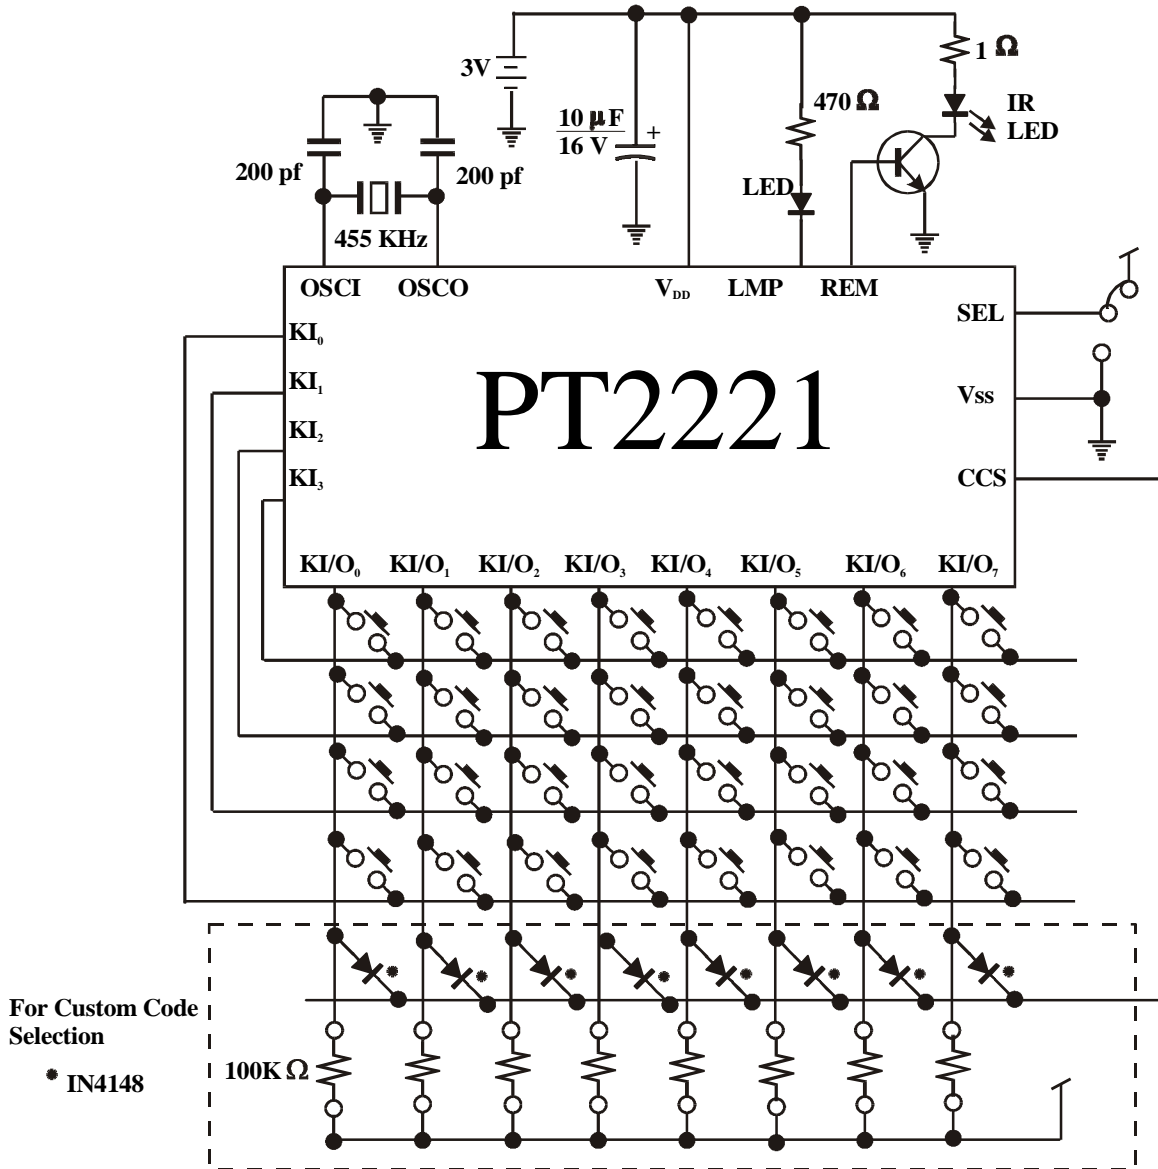 1 Ω
3V
470 Ω
IR
LED
10 μF
16 V
+
200 pf
200 pf
LED
455 KHz
OSCI
OSCO
V_DD
LMP
REM
SEL
KI₀
KI₁
KI₂
KI₃
PT2221
Vss
CCS
KI/O₀
KI/O₁
KI/O₂
KI/O₃
KI/O₄
KI/O₅
KI/O₆
KI/O₇
For Custom Code
Selection
* IN4148
100K Ω